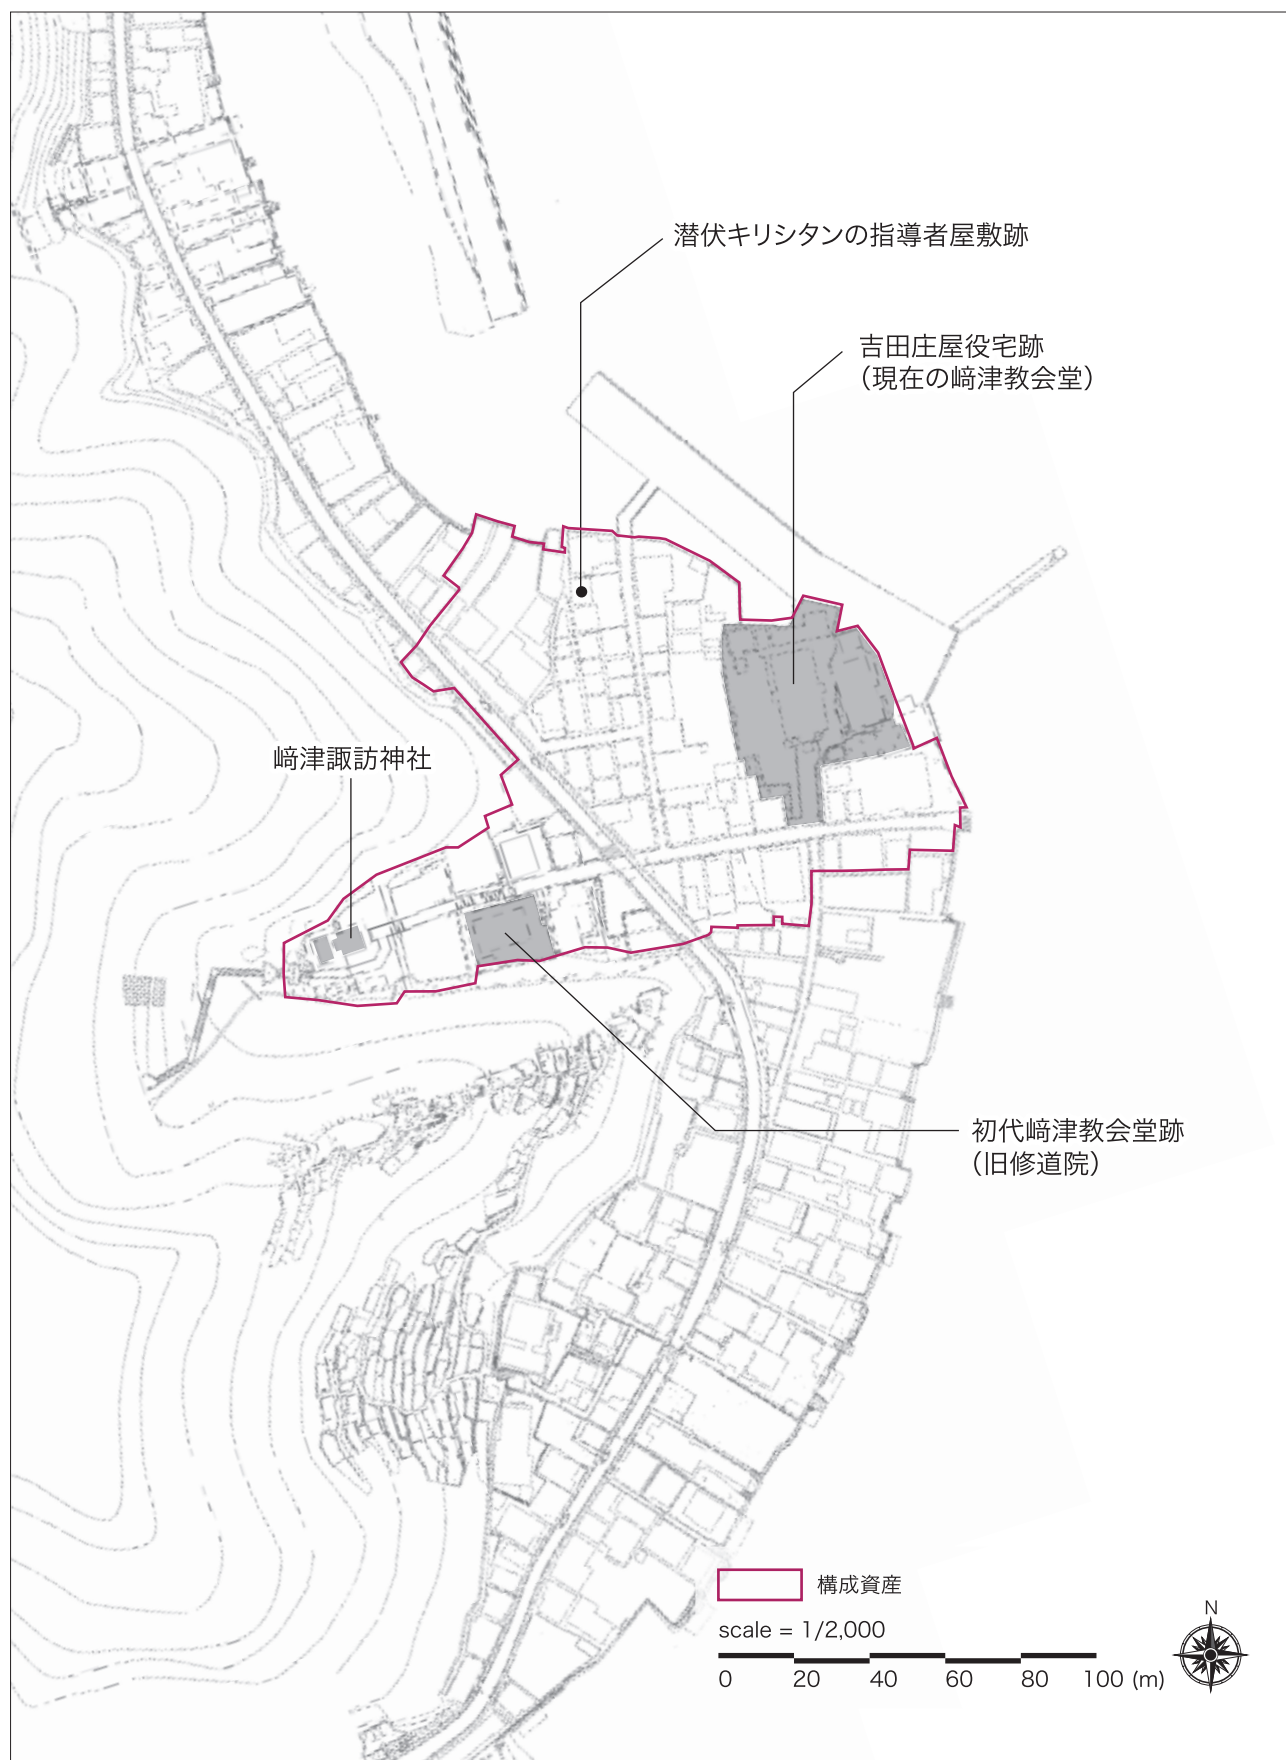 潜伏キリシタンの指導者屋敷跡
吉田庄屋役宅跡
（現在の﨑津教会堂）
﨑津諏訪神社
初代﨑津教会堂跡
（旧修道院）
構成資産
scale = 1/2,000
0 20 40 60 80 100 (m)
N